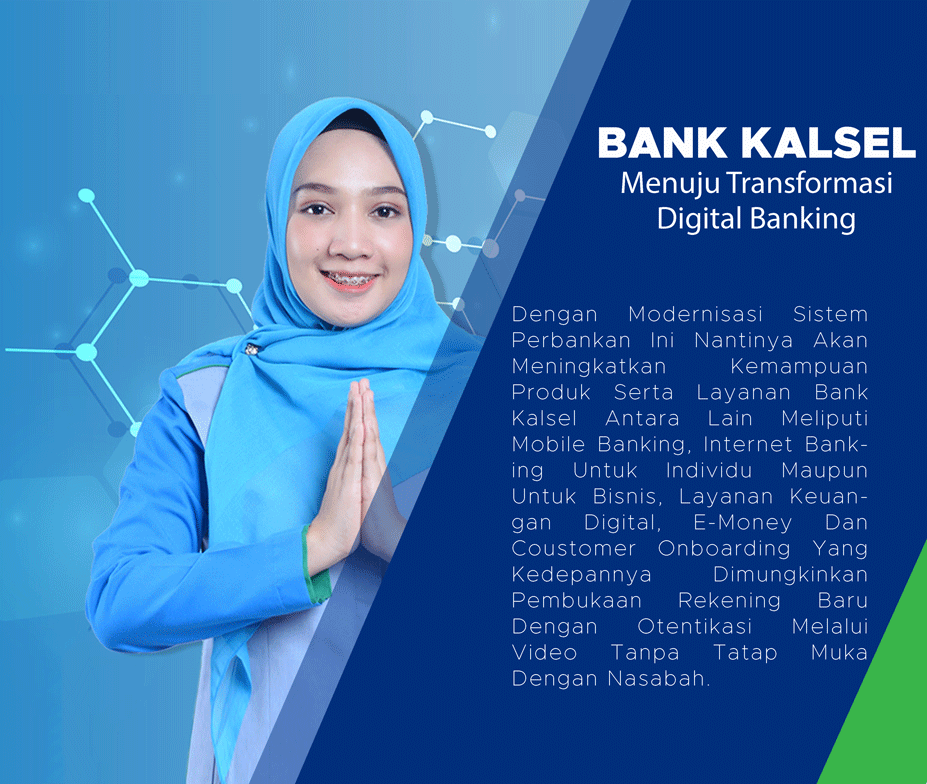 BANK KALSEL
Menuju Transformasi
Digital Banking
Dengan Modernisasi Sistem
Perbankan Ini Nantinya Akan
Meningkatkan Kemampuan
Produk Serta Layanan Bank
Kalsel Antara Lain Meliputi
Mobile Banking, Internet Bank-
ing Untuk Individu Maupun
Untuk Bisnis, Layanan Keuan-
gan Digital, E-Money Dan
Coustomer Onboarding Yang
Kedepannya Dimungkinkan
Pembukaan Rekening Baru
Dengan Otentikasi Melalui
Video Tanpa Tatap Muka
Dengan Nasabah.